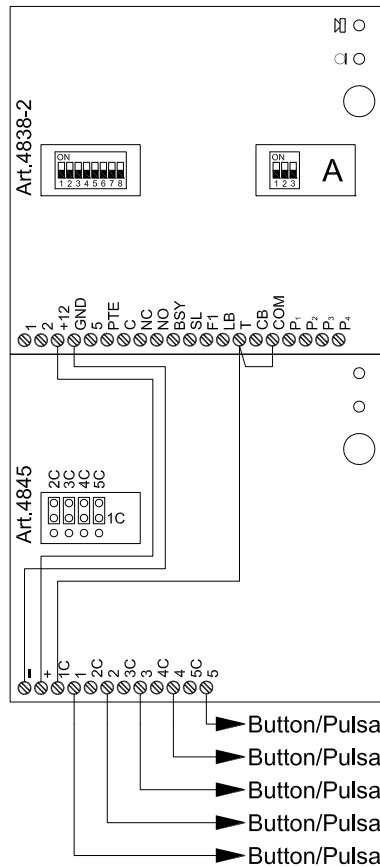 Art.4838-2
ON
1 2 3 4 5 6 7 8
ON
1 2 3
A
1
2
+12
GND
5
PTE
C
NC
NO
BSY
SL
F1
LB
T
CB
COM
P1
P2
P3
P4
Art.4845
2C
3C
4C
5C
1C
-
+
1C
1
2C
2
3C
3
4C
4
5C
5
Button/Pulsa
Button/Pulsa
Button/Pulsa
Button/Pulsa
Button/Pulsa